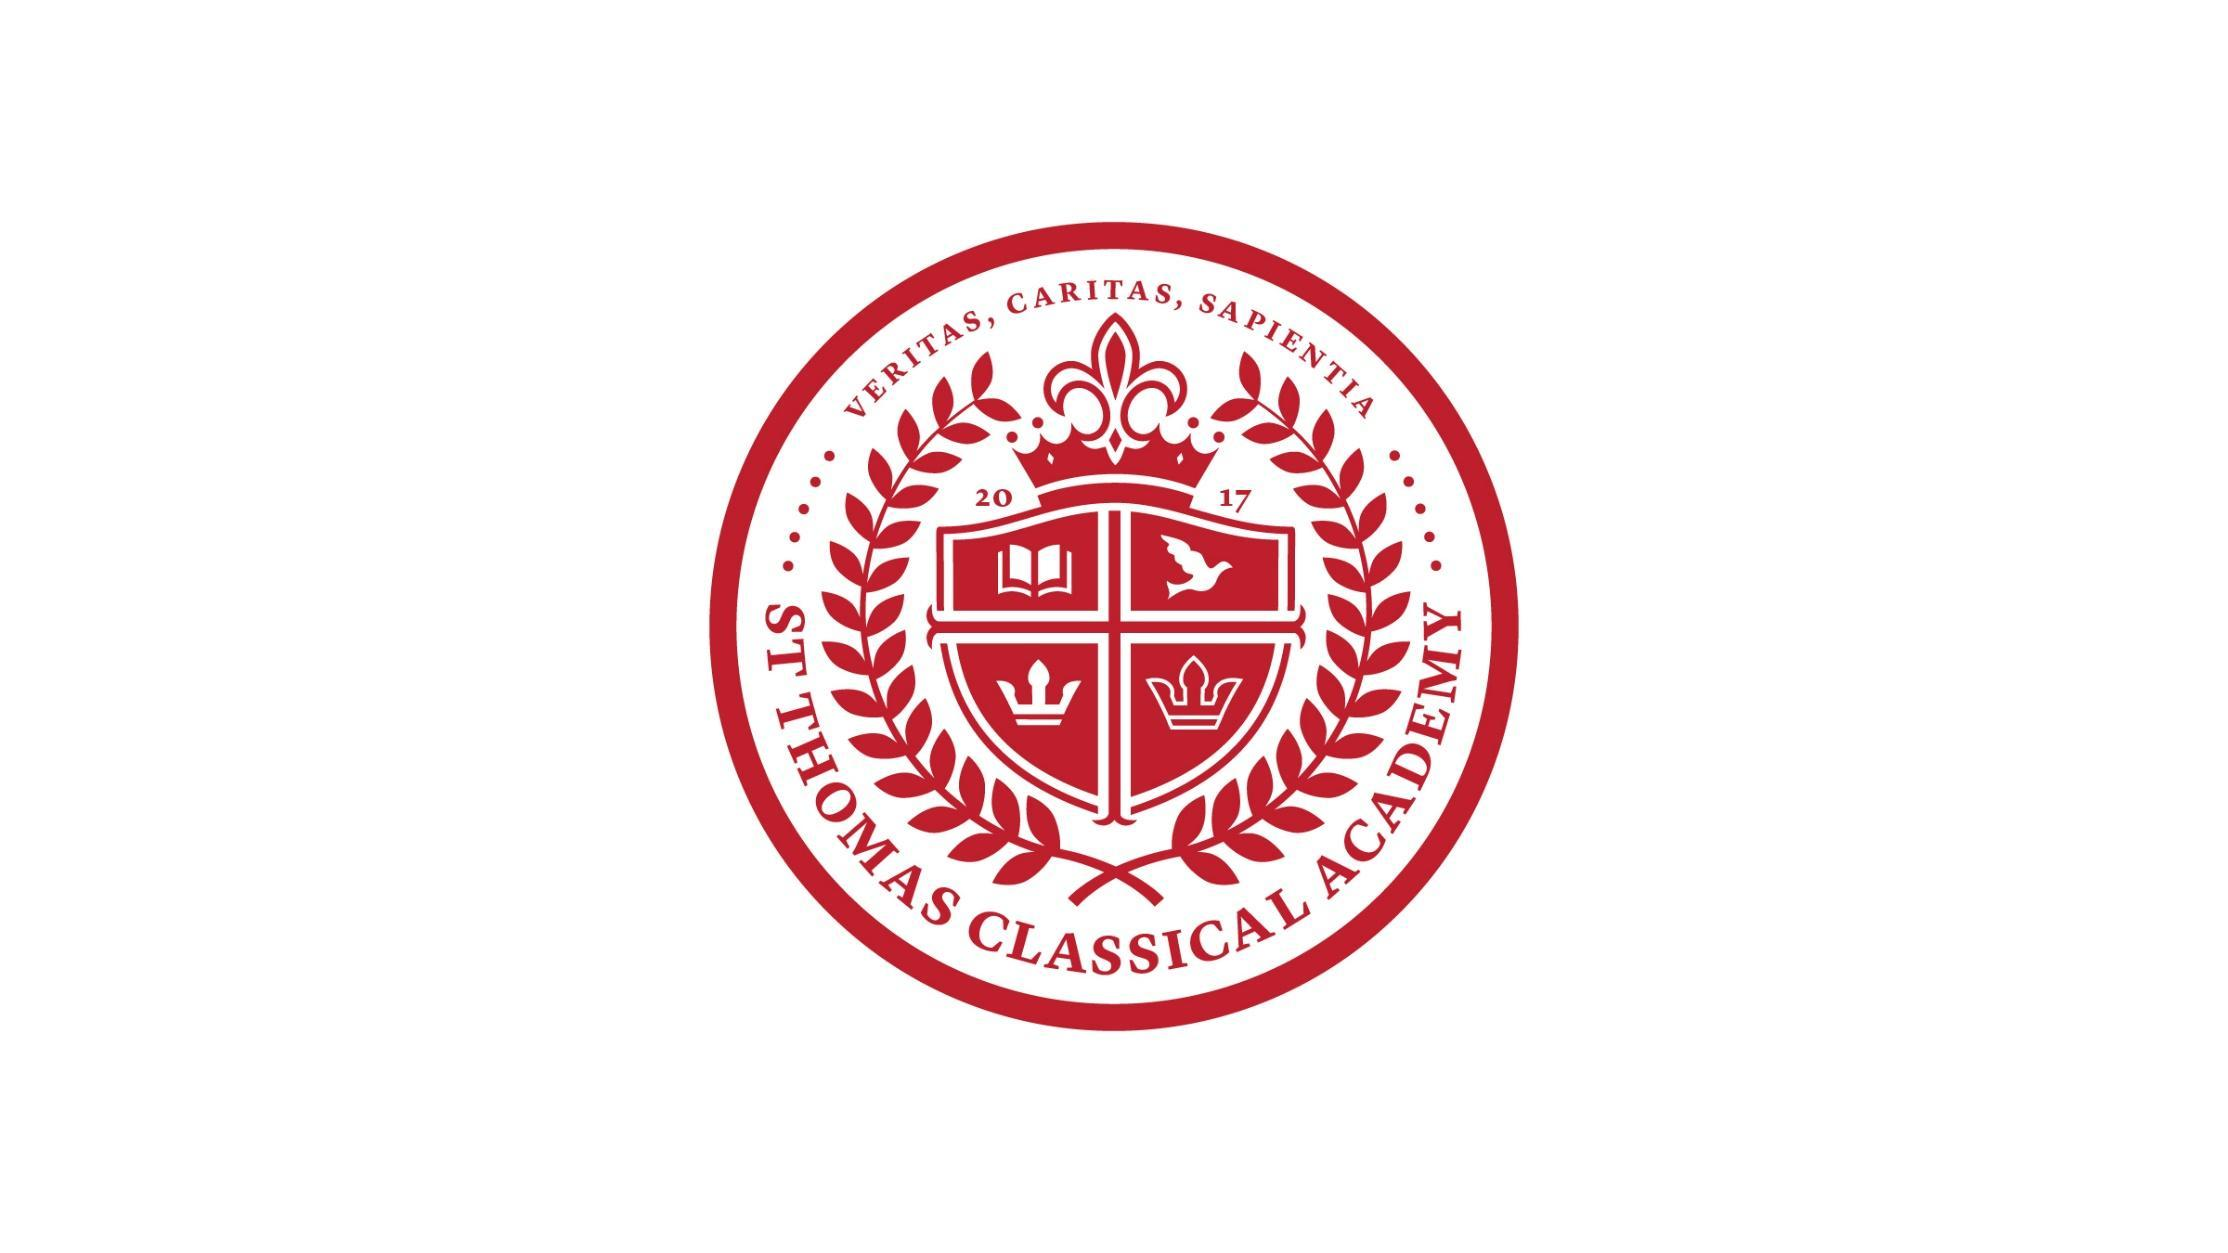 VERITAS, CARITAS, SAPIENTIA
20 17
ST THOMAS CLASSICAL ACADEMY